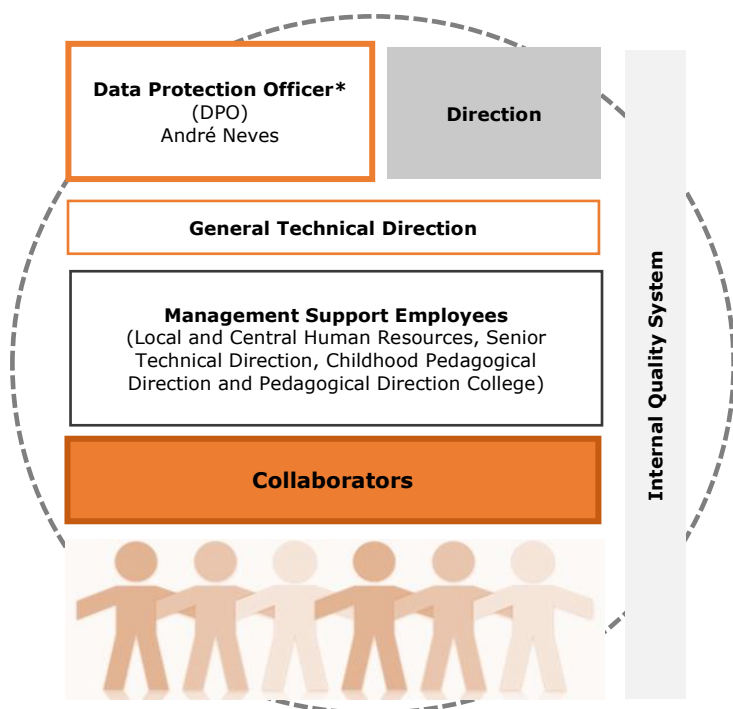 Data Protection Officer*
(DPO)
André Neves
Direction
General Technical Direction
Management Support Employees
(Local and Central Human Resources, Senior
Technical Direction, Childhood Pedagogical
Direction and Pedagogical Direction College)
Collaborators
Internal Quality System